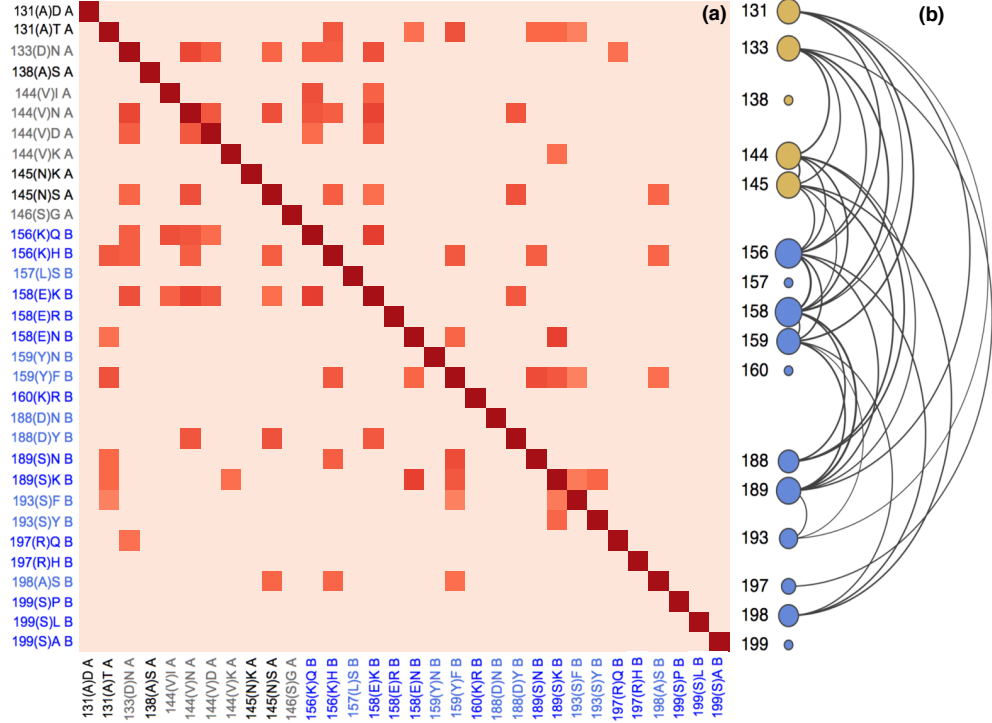 (a)
131(A)D A
131(A)T A
133(D)N A
138(A)S A
144(V)I A
144(V)N A
144(V)D A
144(V)K A
145(N)K A
145(N)S A
146(S)G A
156(K)Q B
156(K)H B
157(L)S B
158(E)K B
158(E)R B
158(E)N B
159(Y)N B
159(Y)F B
160(K)R B
188(D)N B
188(D)Y B
189(S)N B
189(S)K B
193(S)F B
193(S)Y B
197(R)Q B
197(R)H B
198(A)S B
199(S)P B
199(S)L B
199(S)A B
131(A)D A
131(A)T A
133(D)N A
138(A)S A
144(V)I A
144(V)N A
144(V)D A
144(V)K A
145(N)K A
145(N)S A
146(S)G A
156(K)Q B
156(K)H B
157(L)S B
158(E)K B
158(E)R B
158(E)N B
159(Y)N B
159(Y)F B
160(K)R B
188(D)N B
188(D)Y B
189(S)N B
189(S)K B
193(S)F B
193(S)Y B
197(R)Q B
197(R)H B
198(A)S B
199(S)P B
199(S)L B
199(S)A B
(b)
131
133
138
144
145
156
157
158
159
160
188
189
193
197
198
199